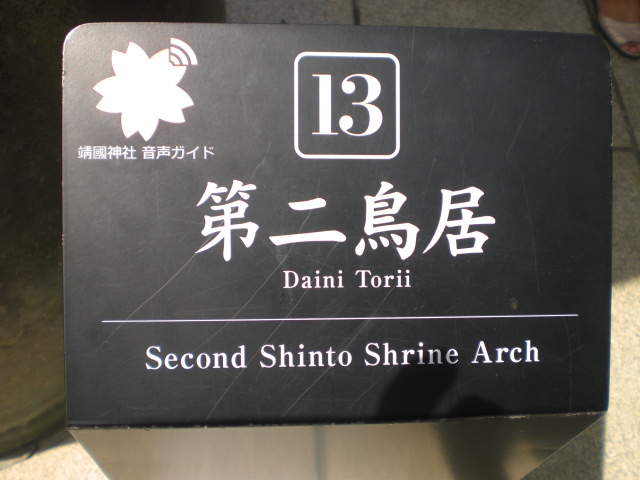 13
靖國神社 音声ガイド
第二鳥居
Daini Torii
Second Shinto Shrine Arch